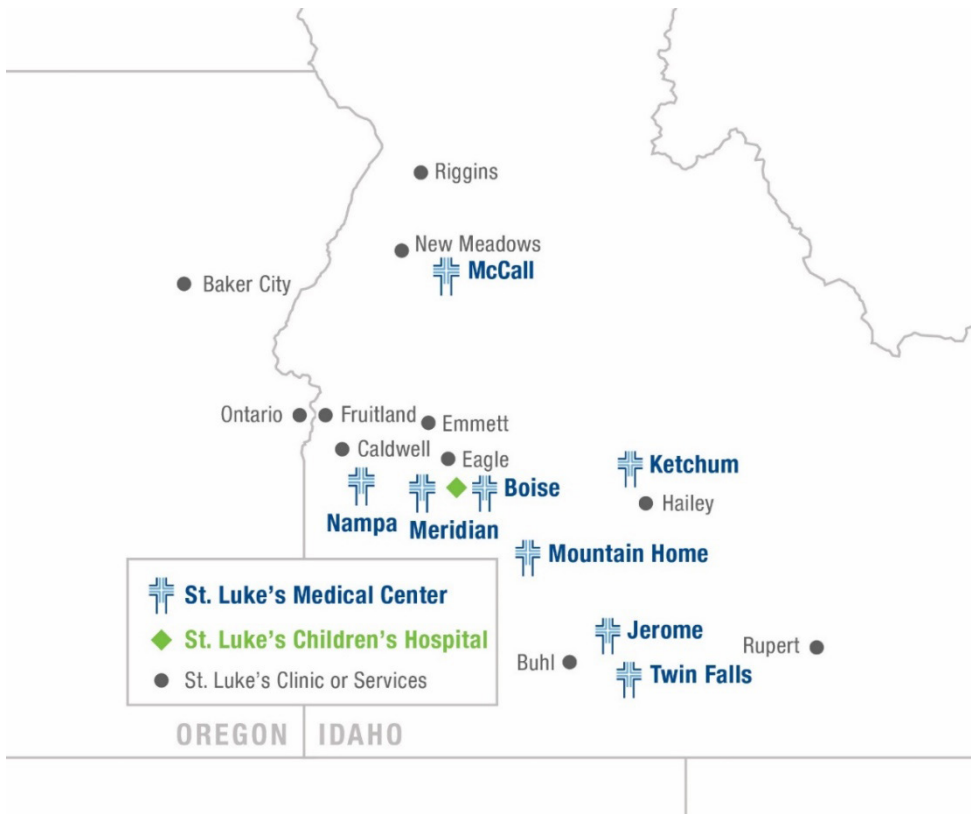 Riggins
New Meadows
McCall
Baker City
Ontario
Fruitland
Emmett
Caldwell
Eagle
Ketchum
Nampa
Meridian
Boise
Hailey
Mountain Home
St. Luke's Medical Center
St. Luke's Children's Hospital
St. Luke's Clinic or Services
Jerome
Buhl
Rupert
Twin Falls
OREGON
IDAHO